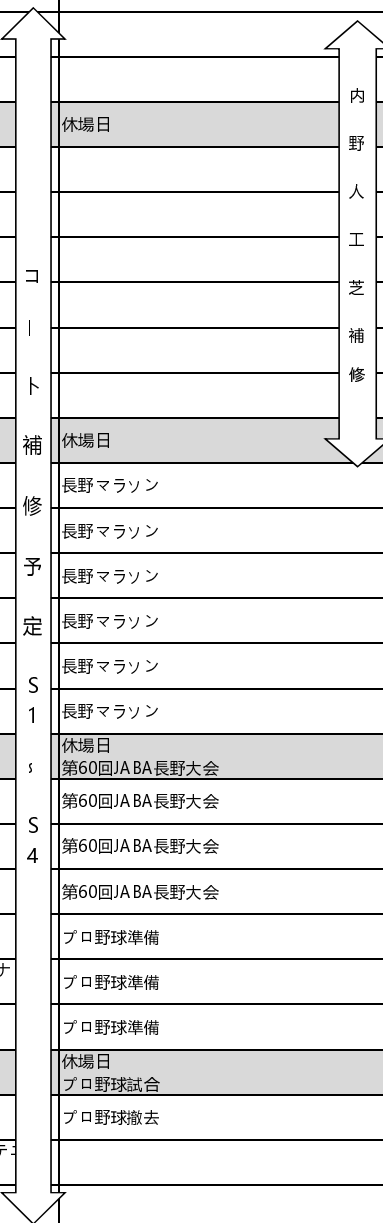 コート補修予定S1～S4
内野人工芝補修
休場日
休場日
長野マラソン
長野マラソン
長野マラソン
長野マラソン
長野マラソン
長野マラソン
休場日
第60回JABA長野大会
第60回JABA長野大会
第60回JABA長野大会
第60回JABA長野大会
プロ野球準備
ナ
プロ野球準備
プロ野球準備
休場日
プロ野球試合
プロ野球撤去